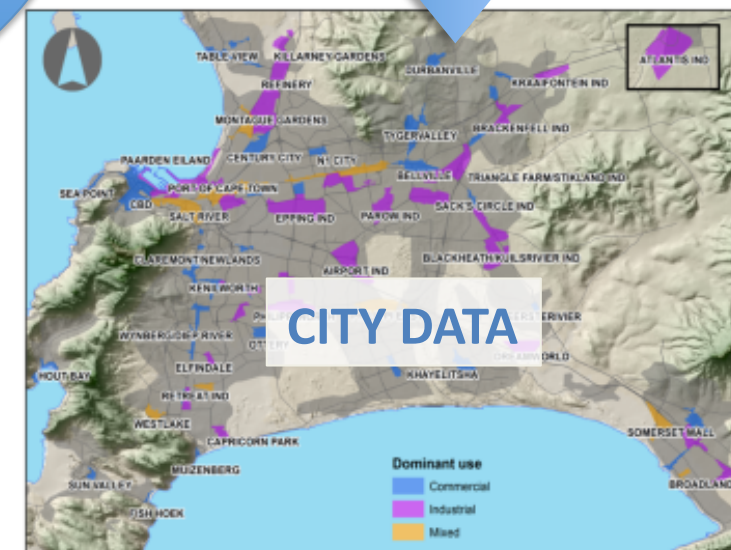 TABLE VIEW
KILLARNEY GARDENS
DURBANVILLE
ATLANTIS IND
REFINERY
KRAAIFONTEIN IND
MONTAGUE GARDENS
TYGERVALLEY
BRACKENFELL IND
PAARDEN EILAND
CENTURY CITY
N1 CITY
BELLVILLE
TRIANGLE FARM/STIKLAND IND
SEA POINT
PORT OF CAPE TOWN
CBD
SALT RIVER
EPPING IND
PAROW IND
SACK'S CIRCLE IND
CLAREMONT/NEWLANDS
AIRPORT IND
BLACKHEATH/KUILSRIVIER IND
KENILWORTH
CITY DATA
WYNBERG/DIEP RIVER
ELFINDALE
HOUT BAY
KHAYELITSHA
RETREAT IND
WESTLAKE
CAPRICORN PARK
SOMERSET MALL
MUIZENBERG
SUN VALLEY
FISH HOEK
Dominant use
Commercial
Industrial
Mixed